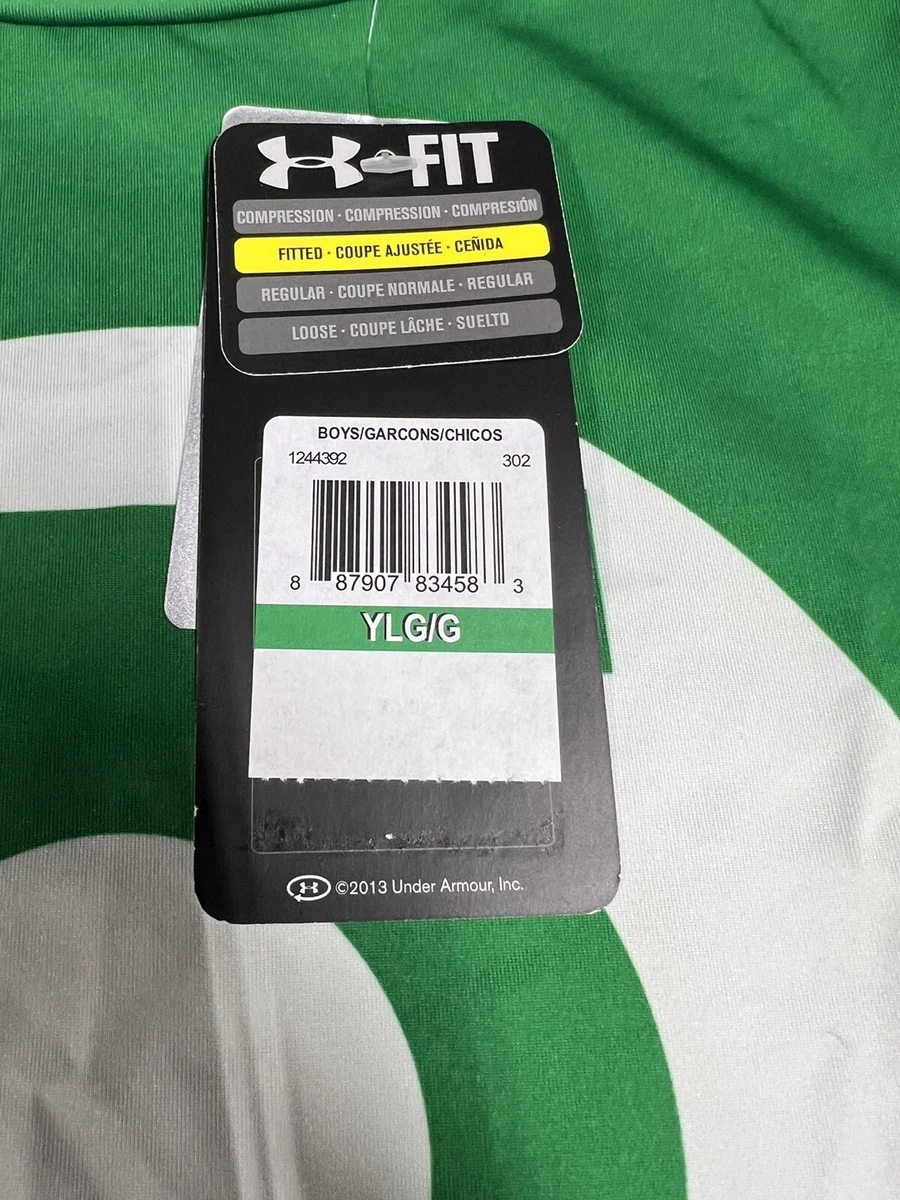 FIT
COMPRESSION · COMPRESSION · COMPRESIÓN
FITTED · COUPE AJUSTÉE · CEÑIDA
REGULAR · COUPE NORMALE · REGULAR
LOOSE · COUPE LÂCHE · SUELTO
BOYS/GARCONS/CHICOS
1244392 302
8 87907 83458 3
YLG/G
©2013 Under Armour, Inc.